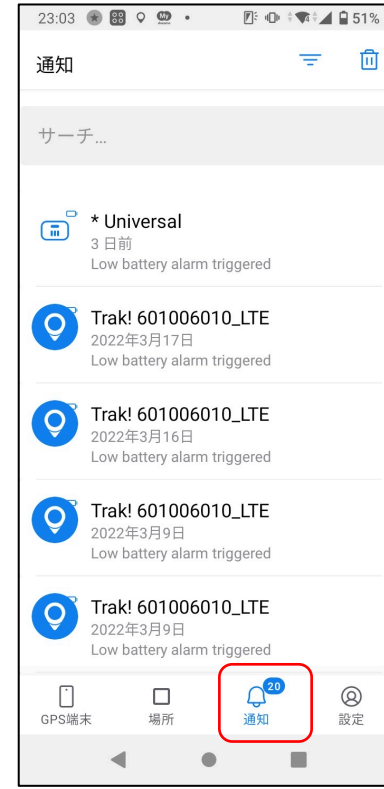 23:03
51%
通知
サーチ...
* Universal
3 日前
Low battery alarm triggered
Trak! 601006010_LTE
2022年3月17日
Low battery alarm triggered
Trak! 601006010_LTE
2022年3月16日
Low battery alarm triggered
Trak! 601006010_LTE
2022年3月9日
Low battery alarm triggered
Trak! 601006010_LTE
2022年3月9日
Low battery alarm triggered
20
GPS端末 場所 通知 設定